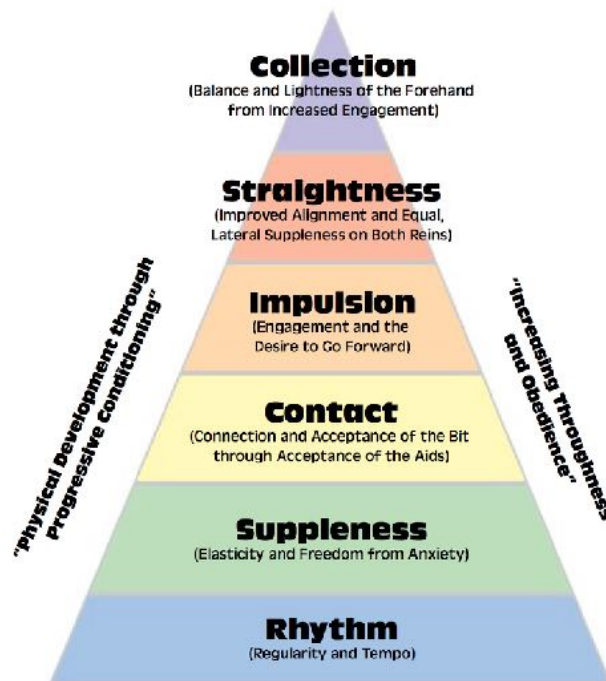 Collection
(Balance and Lightness of the Forehand
from Increased Engagement)
Straightness
(Improved Alignment and Equal,
Lateral Suppleness on Both Reins)
Impulsion
(Engagement and the
Desire to Go Forward)
Contact
(Connection and Acceptance of the Bit
through Acceptance of the Aids)
Suppleness
(Elasticity and Freedom from Anxiety)
Rhythm
(Regularity and Tempo)
"Physical Development through
Progressive Conditioning"
"Increasing Throughness
and Obedience"